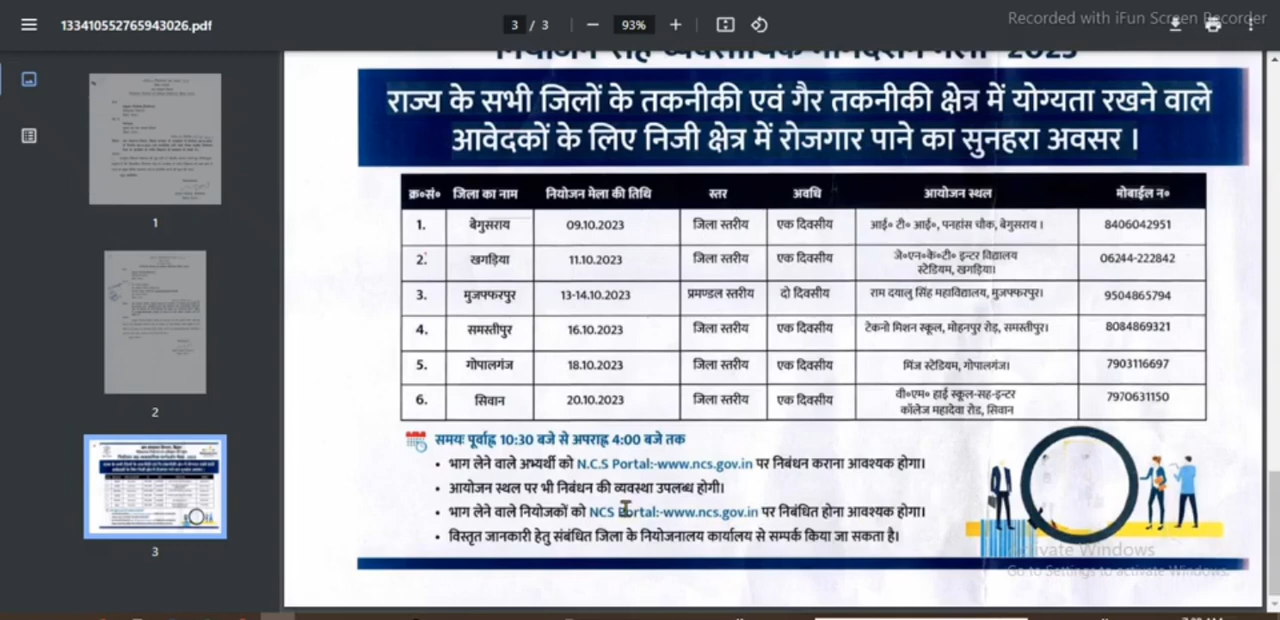 133410552765943026.pdf
3 / 3
93%
Recorded with iFun Screen Recorder
1
2
3
राज्य के सभी जिलों के तकनीकी एवं गैर तकनीकी क्षेत्र में योग्यता रखने वाले
आवेदकों के लिए निजी क्षेत्र में रोजगार पाने का सुनहरा अवसर ।
क्र०सं० जिला का नाम नियोजन मेला की तिथि स्तर अवधि आयोजन स्थल मोबाईल न०
1. बेगुसराय 09.10.2023 जिला स्तरीय एक दिवसीय आई० टी० आई०, पनहांस चौक, बेगुसराय । 8406042951
2. खगड़िया 11.10.2023 जिला स्तरीय एक दिवसीय जे०एन०के०टी० इन्टर विद्यालय
स्टेडियम, खगड़िया। 06244-222842
3. मुजफ्फरपुर 13-14.10.2023 प्रमण्डल स्तरीय दो दिवसीय राम दयालु सिंह महाविद्यालय, मुजफ्फरपुर। 9504865794
4. समस्तीपुर 16.10.2023 जिला स्तरीय एक दिवसीय टेकनो मिशन स्कूल, मोहनपुर रोड़, समस्तीपुर। 8084869321
5. गोपालगंज 18.10.2023 जिला स्तरीय एक दिवसीय मिंज स्टेडियम, गोपालगंज। 7903116697
6. सिवान 20.10.2023 जिला स्तरीय एक दिवसीय वी०एम० हाई स्कूल-सह-इन्टर
कॉलेज महादेवा रोड, सिवान 7970631150
समयः पूर्वाह्न 10:30 बजे से अपराह्न 4:00 बजे तक
• भाग लेने वाले अभ्यर्थी को N.C.S Portal:-www.ncs.gov.in पर निबंधन कराना आवश्यक होगा।
• आयोजन स्थल पर भी निबंधन की व्यवस्था उपलब्ध होगी।
• भाग लेने वाले नियोजकों को NCS Portal:-www.ncs.gov.in पर निबंधित होना आवश्यक होगा।
• विस्तृत जानकारी हेतु संबंधित जिला के नियोजनालय कार्यालय से सम्पर्क किया जा सकता है।
Activate Windows
Go to Settings to activate Windows.